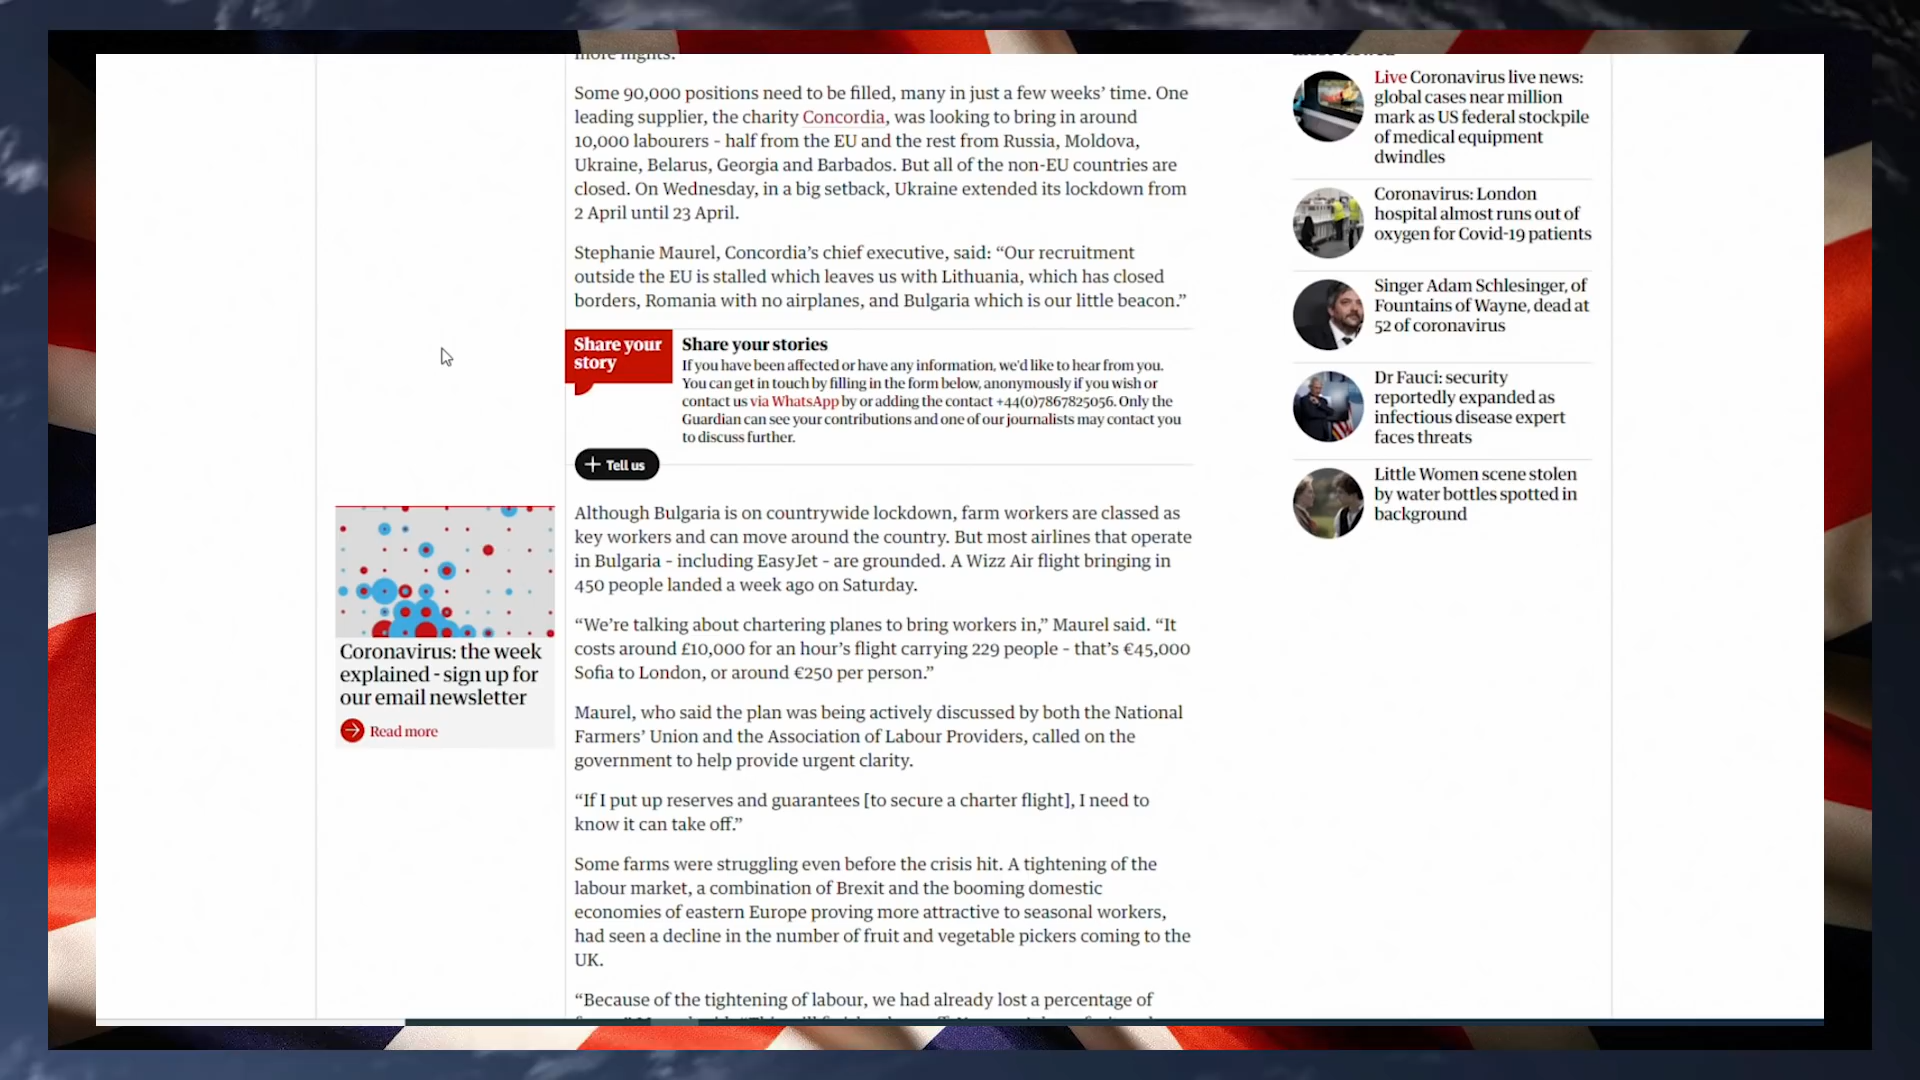 more flights.
Some 90,000 positions need to be filled, many in just a few weeks’ time. One
leading supplier, the charity Concordia, was looking to bring in around
10,000 labourers - half from the EU and the rest from Russia, Moldova,
Ukraine, Belarus, Georgia and Barbados. But all of the non-EU countries are
closed. On Wednesday, in a big setback, Ukraine extended its lockdown from
2 April until 23 April.
Stephanie Maurel, Concordia’s chief executive, said: “Our recruitment
outside the EU is stalled which leaves us with Lithuania, which has closed
borders, Romania with no airplanes, and Bulgaria which is our little beacon.”
Share your
story
Share your stories
If you have been affected or have any information, we'd like to hear from you.
You can get in touch by filling in the form below, anonymously if you wish or
contact us via WhatsApp by or adding the contact +44(0)7867825056. Only the
Guardian can see your contributions and one of our journalists may contact you
to discuss further.
+ Tell us
Although Bulgaria is on countrywide lockdown, farm workers are classed as
key workers and can move around the country. But most airlines that operate
in Bulgaria - including EasyJet - are grounded. A Wizz Air flight bringing in
450 people landed a week ago on Saturday.
“We’re talking about chartering planes to bring workers in,” Maurel said. “It
costs around £10,000 for an hour’s flight carrying 229 people - that’s €45,000
Sofia to London, or around €250 per person.”
Maurel, who said the plan was being actively discussed by both the National
Farmers’ Union and the Association of Labour Providers, called on the
government to help provide urgent clarity.
“If I put up reserves and guarantees [to secure a charter flight], I need to
know it can take off.”
Some farms were struggling even before the crisis hit. A tightening of the
labour market, a combination of Brexit and the booming domestic
economies of eastern Europe proving more attractive to seasonal workers,
had seen a decline in the number of fruit and vegetable pickers coming to the
UK.
“Because of the tightening of labour, we had already lost a percentage of
Coronavirus: the week
explained - sign up for
our email newsletter
Read more
Live Coronavirus live news:
global cases near million
mark as US federal stockpile
of medical equipment
dwindles
Coronavirus: London
hospital almost runs out of
oxygen for Covid-19 patients
Singer Adam Schlesinger, of
Fountains of Wayne, dead at
52 of coronavirus
Dr Fauci: security
reportedly expanded as
infectious disease expert
faces threats
Little Women scene stolen
by water bottles spotted in
background